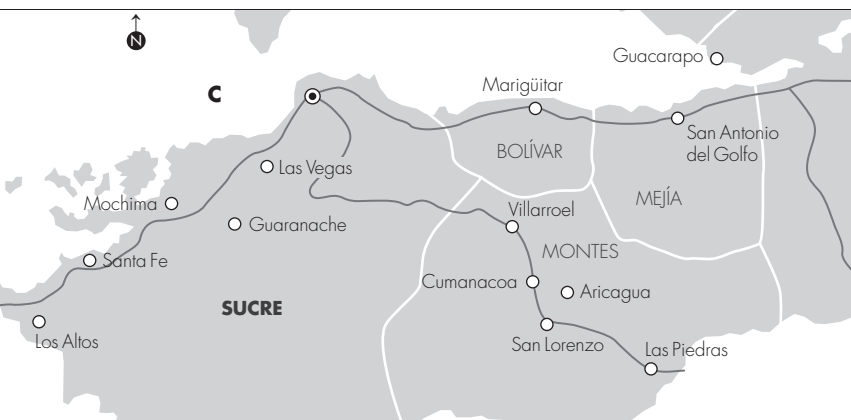 N
Guacarapo
C
Marigüitar
San Antonio
del Golfo
BOLÍVAR
Las Vegas
MEJÍA
Mochima
Villarroel
Guaranache
MONTES
Santa Fe
Cumanacoa
Aricagua
SUCRE
Los Altos
San Lorenzo
Las Piedras